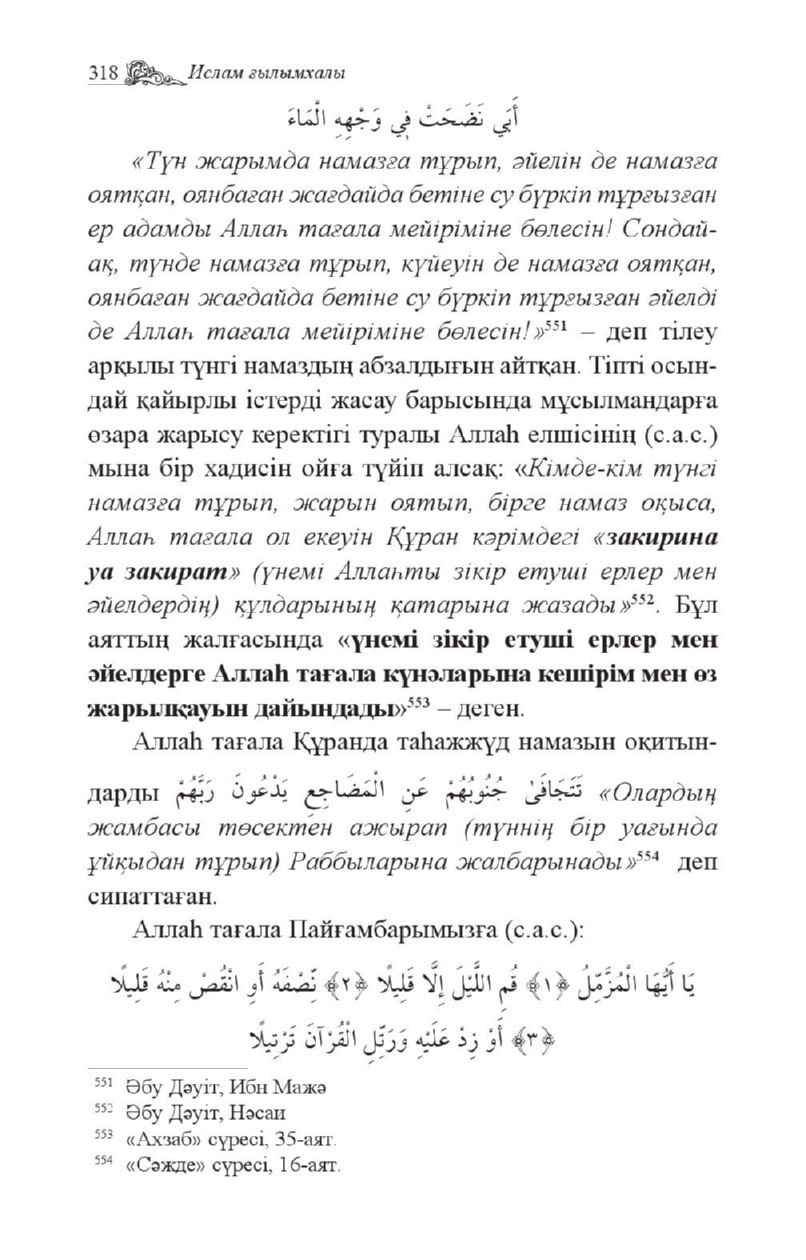 318 Ислам ғылымхалы
أَبَي نَضَحَتْ فِي وَجْهِهِ الْمَاءَ
«Түн жарымда намазға тұрып, әйелін де намазға
оятқан, оянбаған жағдайда бетіне су бүркіп тұрғызған
ер адамды Аллаһ тағала мейіріміне бөлесін! Сондай-
ақ, түнде намазға тұрып, күйеуін де намазға оятқан,
оянбаған жағдайда бетіне су бүркіп тұрғызған әйелді
де Аллаһ тағала мейіріміне бөлесін!»551 – деп тілеу
арқылы түнгі намаздың абзалдығын айтқан. Тіпті осын-
дай қайырлы істерді жасау барысында мұсылмандарға
өзара жарысу керектігі туралы Аллаһ елшісінің (с.а.с.)
мына бір хадисін ойға түйіп алсақ: «Кімде-кім түнгі
намазға тұрып, жарын оятып, бірге намаз оқыса,
Аллаһ тағала ол екеуін Құран кәрімдегі «закирина
уа закират» (үнемі Аллаһты зікір етуші ерлер мен
әйелдердің) құлдарының қатарына жазады»552. Бұл
аяттың жалғасында «үнемі зікір етуші ерлер мен
әйелдерге Аллаһ тағала күнәларына кешірім мен өз
жарылқауын дайындады»553 – деген.
Аллаһ тағала Құранда таһажжүд намазын оқитын-
дарды تَتَجَافَىٰ جُنُوبُهُمْ عَنِ الْمَضَاجِعِ يَدْعُونَ رَبَّهُمْ «Олардың
жамбасы төсектен ажырап (түннің бір уағында
ұйқыдан тұрып) Раббыларына жалбарынады»554 деп
сипаттаған.
Аллаһ тағала Пайғамбарымызға (с.а.с.):
يَا أَيُّهَا الْمُزَّمِّلُ ﴿١﴾ قُمِ اللَّيْلَ إِلَّا قَلِيلًا ﴿٢﴾ نِّصْفَهُ أَوِ انْقُصْ مِنْهُ قَلِيلًا
﴿٣﴾ أَوْ زِدْ عَلَيْهِ وَرَتِّلِ الْقُرْآنَ تَرْتِيلًا
551 Әбу Дәуіт, Ибн Мажә
552 Әбу Дәуіт, Нәсаи
553 «Ахзаб» сүресі, 35-аят.
554 «Сәжде» сүресі, 16-аят.